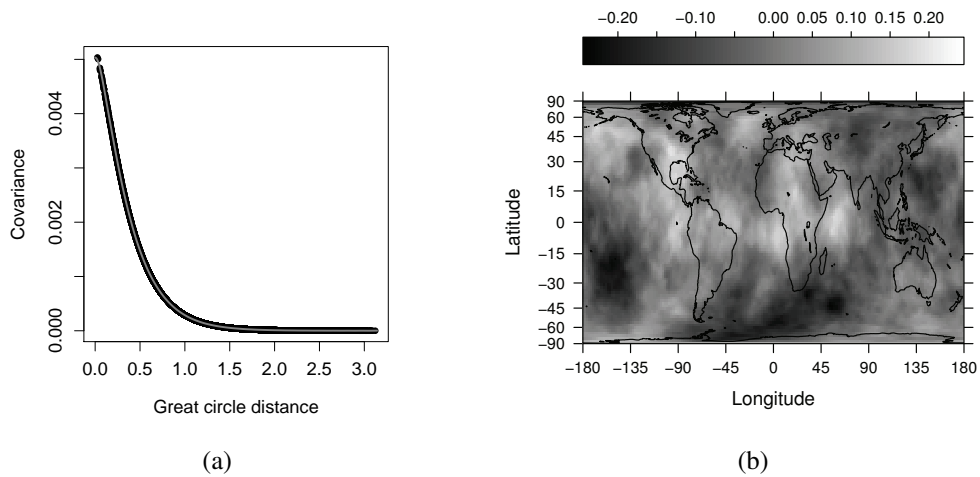 0.000 0.002 0.004
Covariance
0.0 0.5 1.0 1.5 2.0 2.5 3.0
Great circle distance
(a)
−0.20 −0.10 0.00 0.05 0.10 0.15 0.20
90
60
45
30
15
0
−15
−30
−45
−60
−90
Latitude
−180 −135 −90 −45 0 45 90 135 180
Longitude
(b)